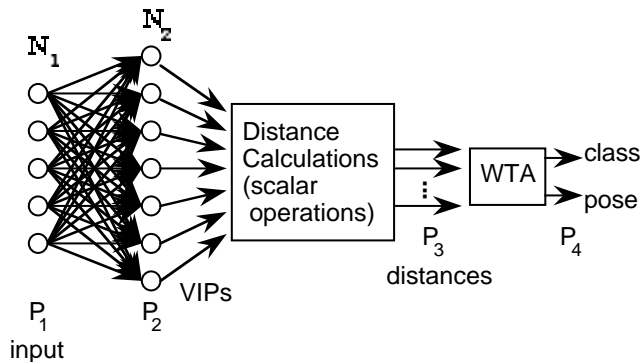 N1
N2
Distance
Calculations
(scalar
operations)
WTA
class
pose
VIPs
P1
input
P2
P3
distances
P4